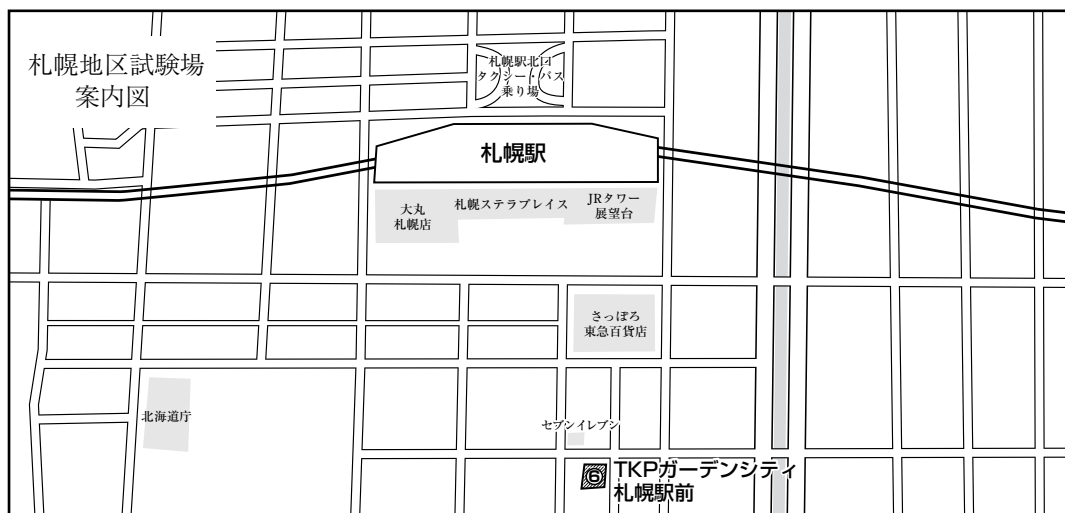 札幌地区試験場
案内図
札幌駅北口
タクシー・バス
乗り場
札幌駅
大丸
札幌店
札幌ステラプレイス
JRタワー
展望台
さっぽろ
東急百貨店
北海道庁
セブンイレブン
⑥ TKPガーデンシティ
札幌駅前